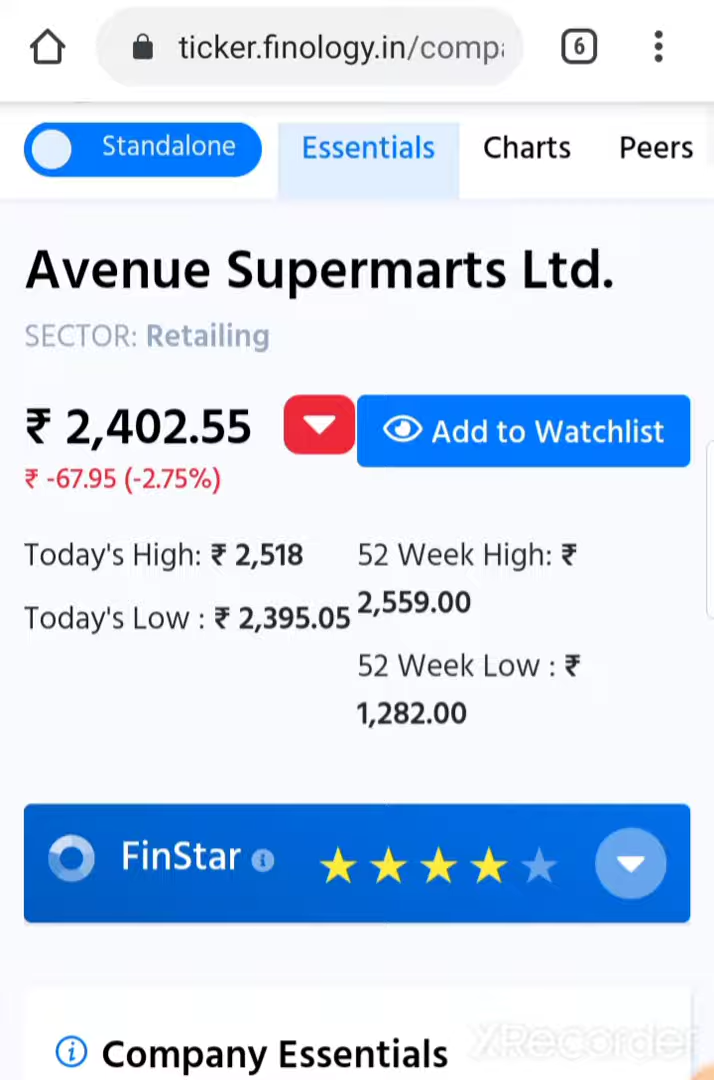 ticker.finology.in/comp
6
Standalone
Essentials
Charts
Peers
Avenue Supermarts Ltd.
SECTOR: Retailing
₹ 2,402.55
Add to Watchlist
₹ -67.95 (-2.75%)
Today's High: ₹ 2,518
Today's Low : ₹ 2,395.05
52 Week High: ₹
2,559.00
52 Week Low : ₹
1,282.00
FinStar
Company Essentials
XRecorder